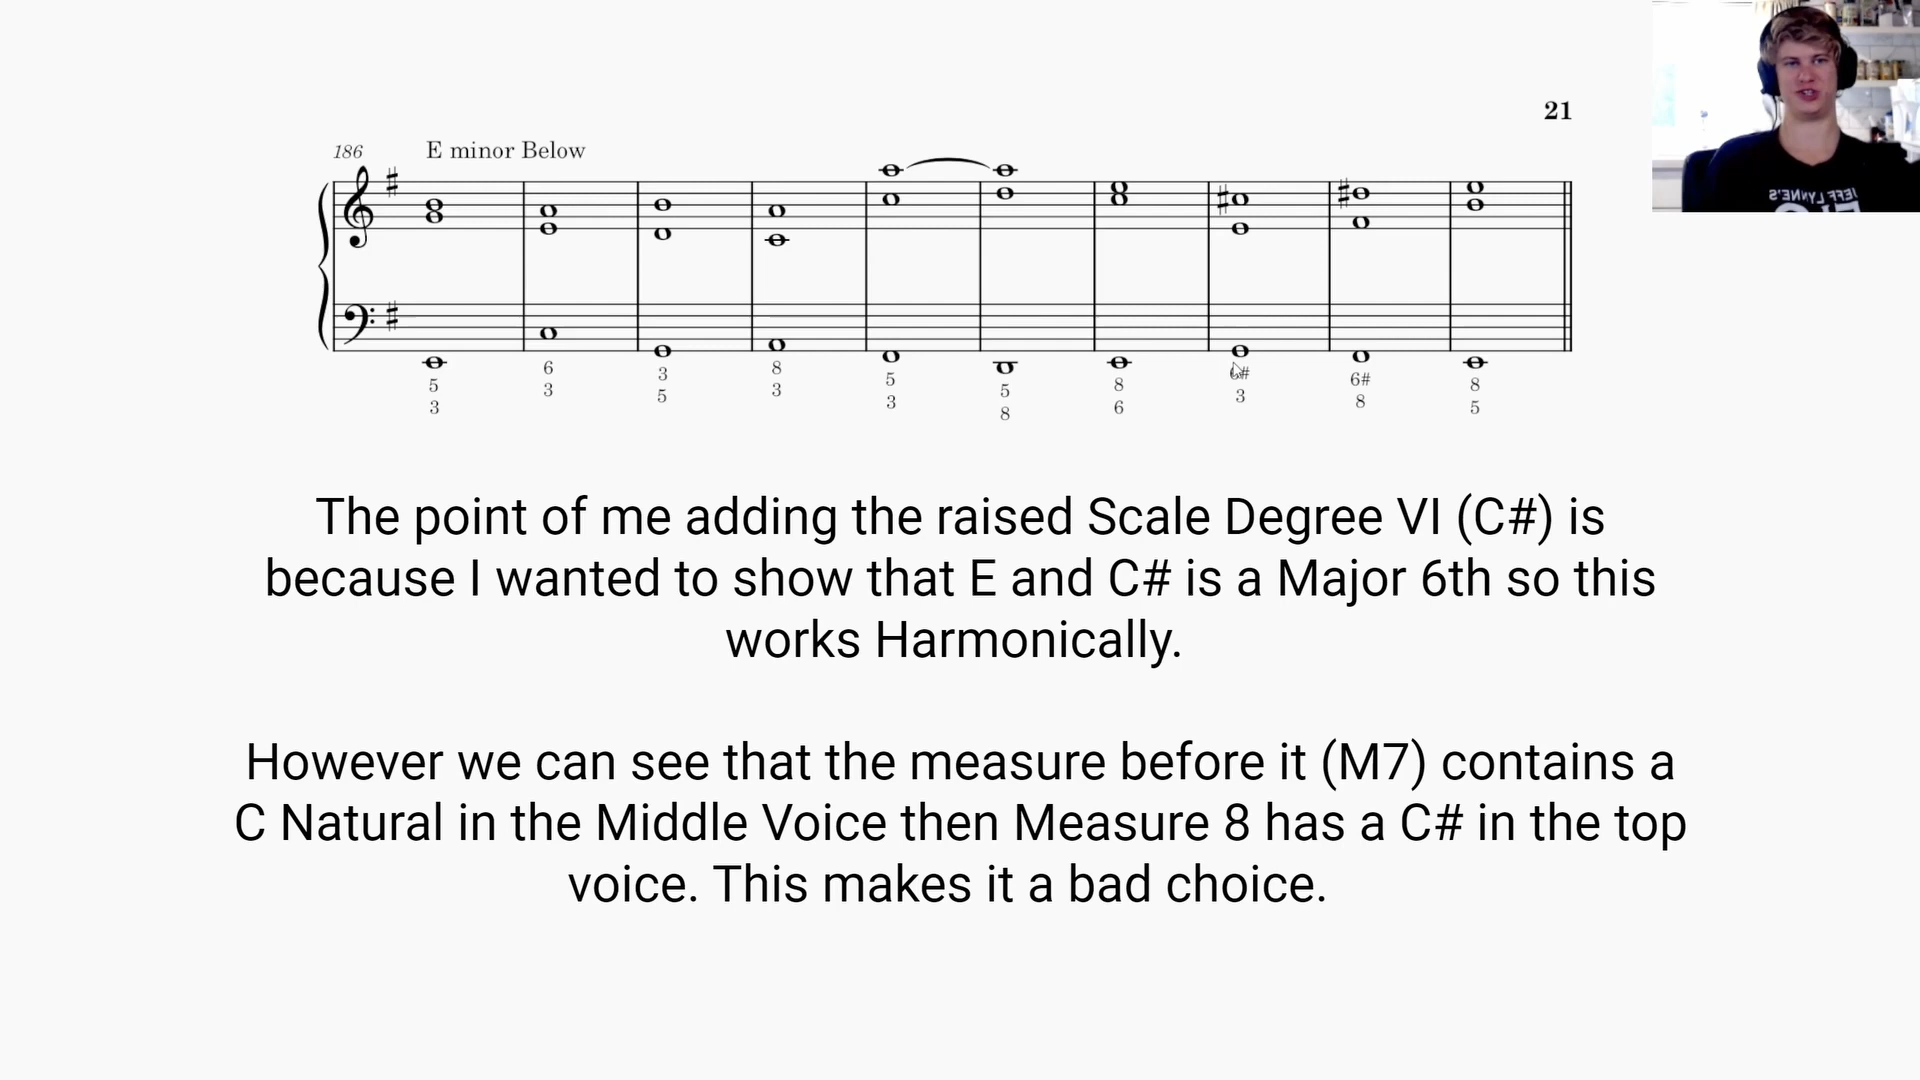 21
186 E minor Below
5 6 3 8 5 5 8 6# 6# 8
3 3 5 3 3 8 6 3 8 5
The point of me adding the raised Scale Degree VI (C#) is
because I wanted to show that E and C# is a Major 6th so this
works Harmonically.
However we can see that the measure before it (M7) contains a
C Natural in the Middle Voice then Measure 8 has a C# in the top
voice. This makes it a bad choice.
JEFF LYNNE'S